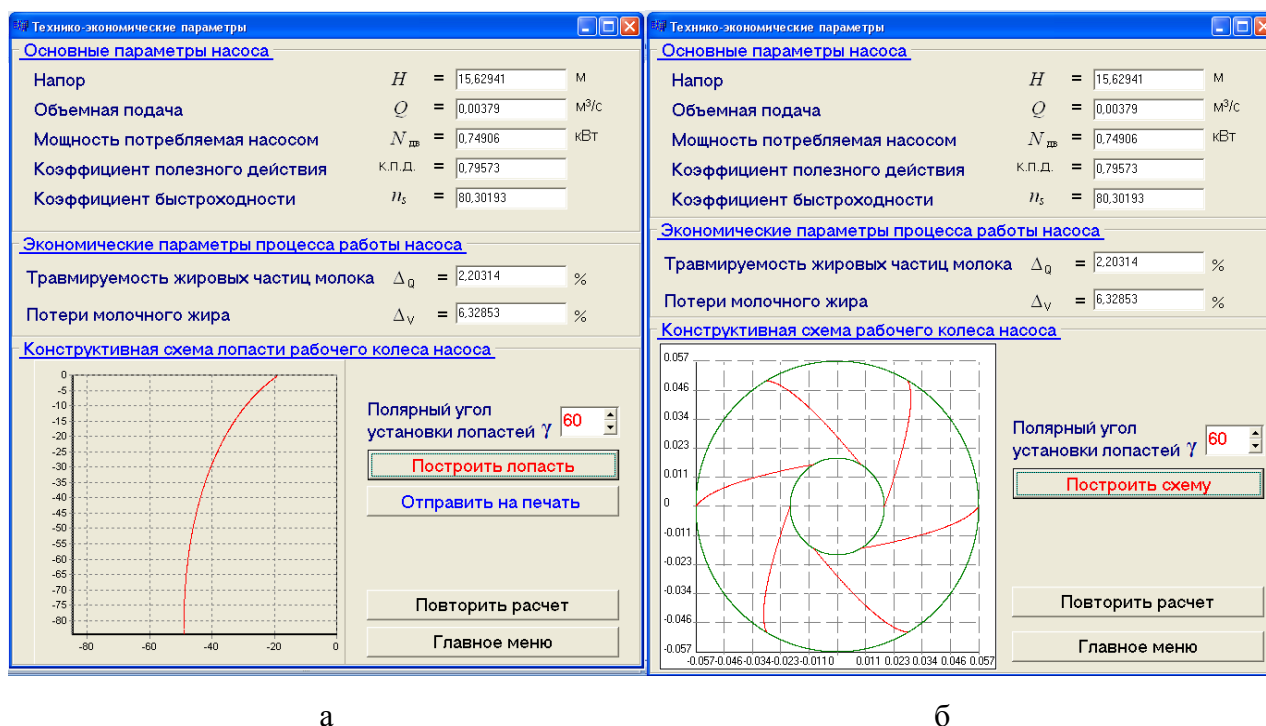 Технико-экономические параметры
Основные параметры насоса
Напор H = 15,62941 м
Объемная подача Q = 0,00379 м³/с
Мощность потребляемая насосом N дв = 0,74906 кВт
Коэффициент полезного действия к.п.д. = 0,79573
Коэффициент быстроходности ns = 80,30193
Экономические параметры процесса работы насоса
Травмируемость жировых частиц молока ΔQ = 2,20314 %
Потери молочного жира ΔV = 6,32853 %
Конструктивная схема лопасти рабочего колеса насоса
0
-5
-10
-15
-20
-25
-30
-35
-40
-45
-50
-55
-60
-65
-70
-75
-80
-80 -60 -40 -20 0
Полярный угол
установки лопастей γ 60
Построить лопасть
Отправить на печать
Повторить расчет
Главное меню
а
Технико-экономические параметры
Основные параметры насоса
Напор H = 15,62941 м
Объемная подача Q = 0,00379 м³/с
Мощность потребляемая насосом N дв = 0,74906 кВт
Коэффициент полезного действия к.п.д. = 0,79573
Коэффициент быстроходности ns = 80,30193
Экономические параметры процесса работы насоса
Травмируемость жировых частиц молока ΔQ = 2,20314 %
Потери молочного жира ΔV = 6,32853 %
Конструктивная схема рабочего колеса насоса
0.057
0.046
0.034
0.023
0.011
0
-0.011
-0.023
-0.034
-0.046
-0.057
-0.057-0.046-0.034-0.023-0.011 0 0.011 0.023 0.034 0.046 0.057
Полярный угол
установки лопастей γ 60
Построить схему
Повторить расчет
Главное меню
б